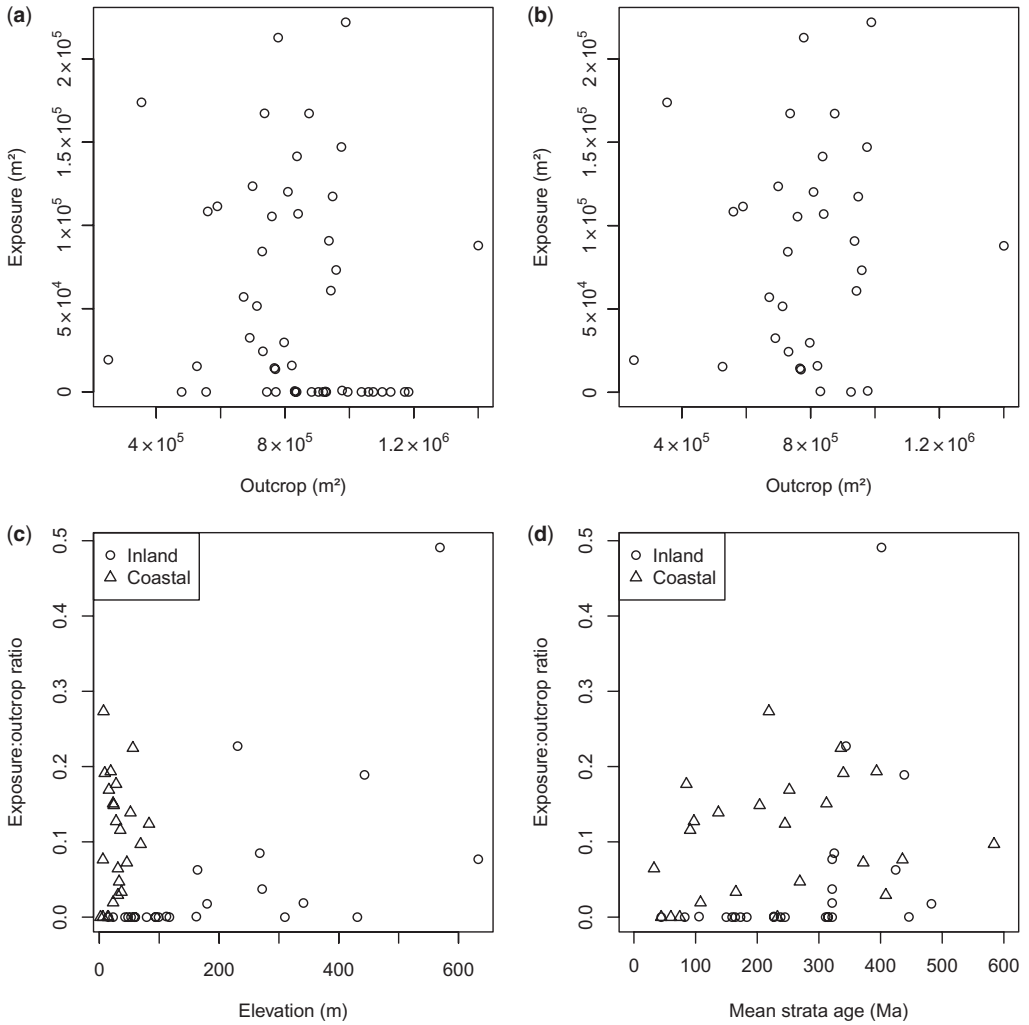 (a)
Exposure (m²)
0
5×10⁴
1×10⁵
1.5×10⁵
2×10⁵
4×10⁵
8×10⁵
1.2×10⁶
Outcrop (m²)
(b)
Exposure (m²)
0
5×10⁴
1×10⁵
1.5×10⁵
2×10⁵
4×10⁵
8×10⁵
1.2×10⁶
Outcrop (m²)
(c)
Inland
Coastal
Exposure:outcrop ratio
0.0
0.1
0.2
0.3
0.4
0.5
0
200
400
600
Elevation (m)
(d)
Inland
Coastal
Exposure:outcrop ratio
0.0
0.1
0.2
0.3
0.4
0.5
0
100
200
300
400
500
600
Mean strata age (Ma)